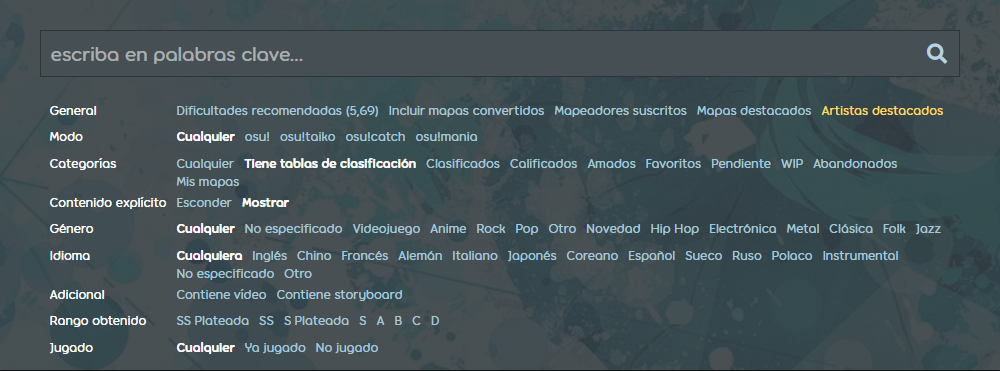 escriba en palabras clave...
General Dificultades recomendadas (5,69) Incluir mapas convertidos Mapeadores suscritos Mapas destacados Artistas destacados
Modo Cualquier osu! osu!taiko osu!catch osu!mania
Categorías Cualquier Tiene tablas de clasificación Clasificados Calificados Amados Favoritos Pendiente WIP Abandonados
Mis mapas
Contenido explícito Esconder Mostrar
Género Cualquier No especificado Videojuego Anime Rock Pop Otro Novedad Hip Hop Electrónica Metal Clásica Folk Jazz
Idioma Cualquiera Inglés Chino Francés Alemán Italiano Japonés Coreano Español Sueco Ruso Polaco Instrumental
No especificado Otro
Adicional Contiene vídeo Contiene storyboard
Rango obtenido SS Plateada SS S Plateada S A B C D
Jugado Cualquier Ya jugado No jugado